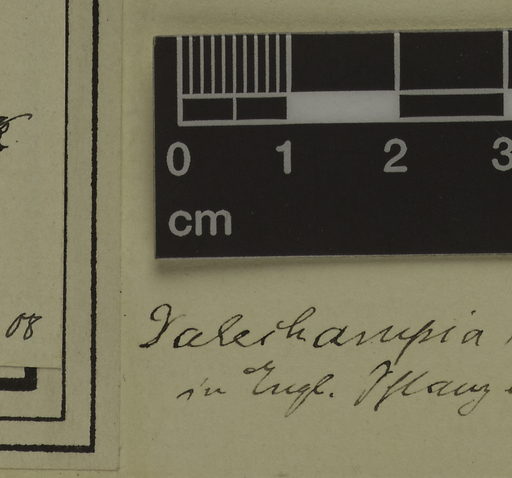 0 1 2 3
cm
08
Dalechampia
in Engl. Pflanz